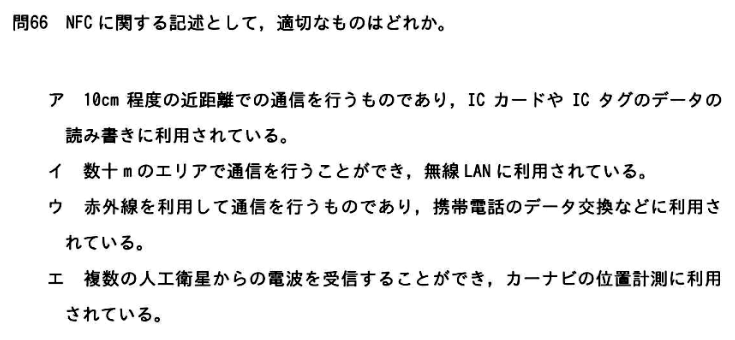 問66　NFCに関する記述として，適切なものはどれか。
ア　10cm 程度の近距離での通信を行うものであり，IC カードや IC タグのデータの
読み書きに利用されている。
イ　数十 m のエリアで通信を行うことができ，無線 LAN に利用されている。
ウ　赤外線を利用して通信を行うものであり，携帯電話のデータ交換などに利用さ
れている。
エ　複数の人工衛星からの電波を受信することができ，カーナビの位置計測に利用
されている。